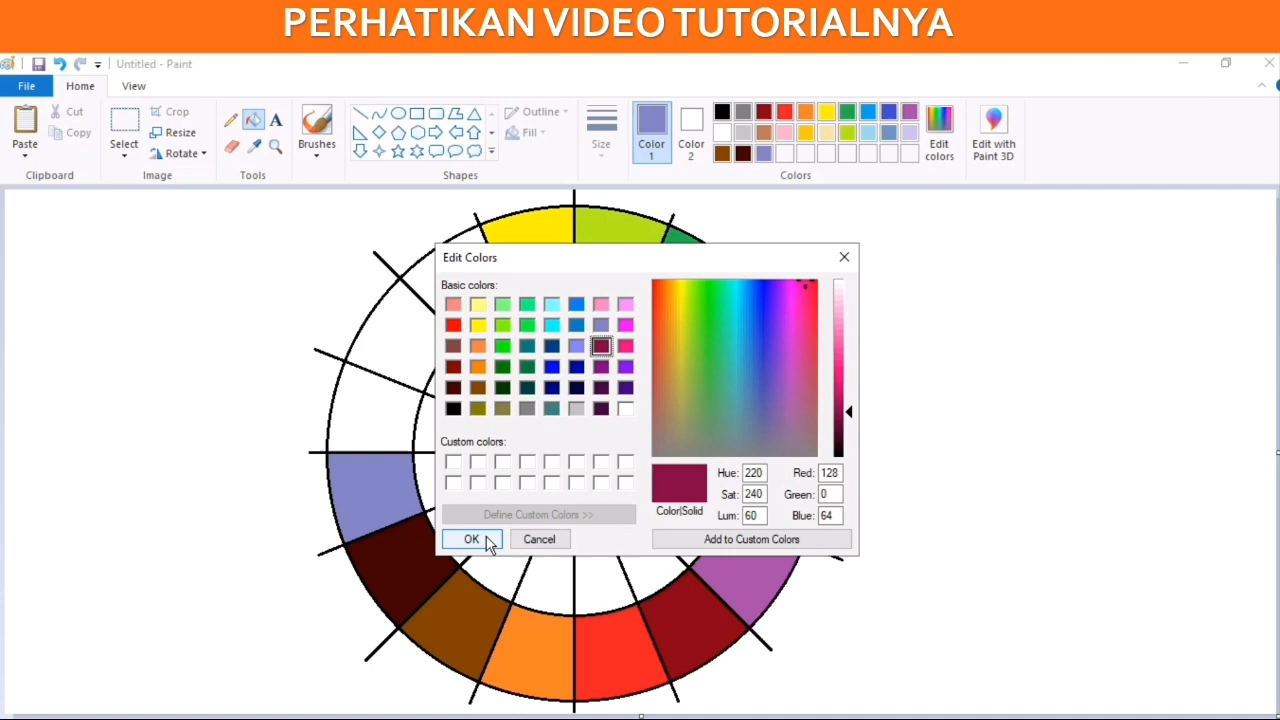 PERHATIKAN VIDEO TUTORIALNYA
Untitled - Paint
File Home View
Paste
Cut
Copy
Clipboard
Select
Crop
Resize
Rotate
Image
A
Tools
Brushes
Shapes
Outline
Fill
Size
Color 1
Color 2
Colors
Edit colors
Edit with Paint 3D
Edit Colors
Basic colors:
Custom colors:
Define Custom Colors >>
OK Cancel
Color|Solid
Hue: 220 Red: 128
Sat: 240 Green: 0
Lum: 60 Blue: 64
Add to Custom Colors